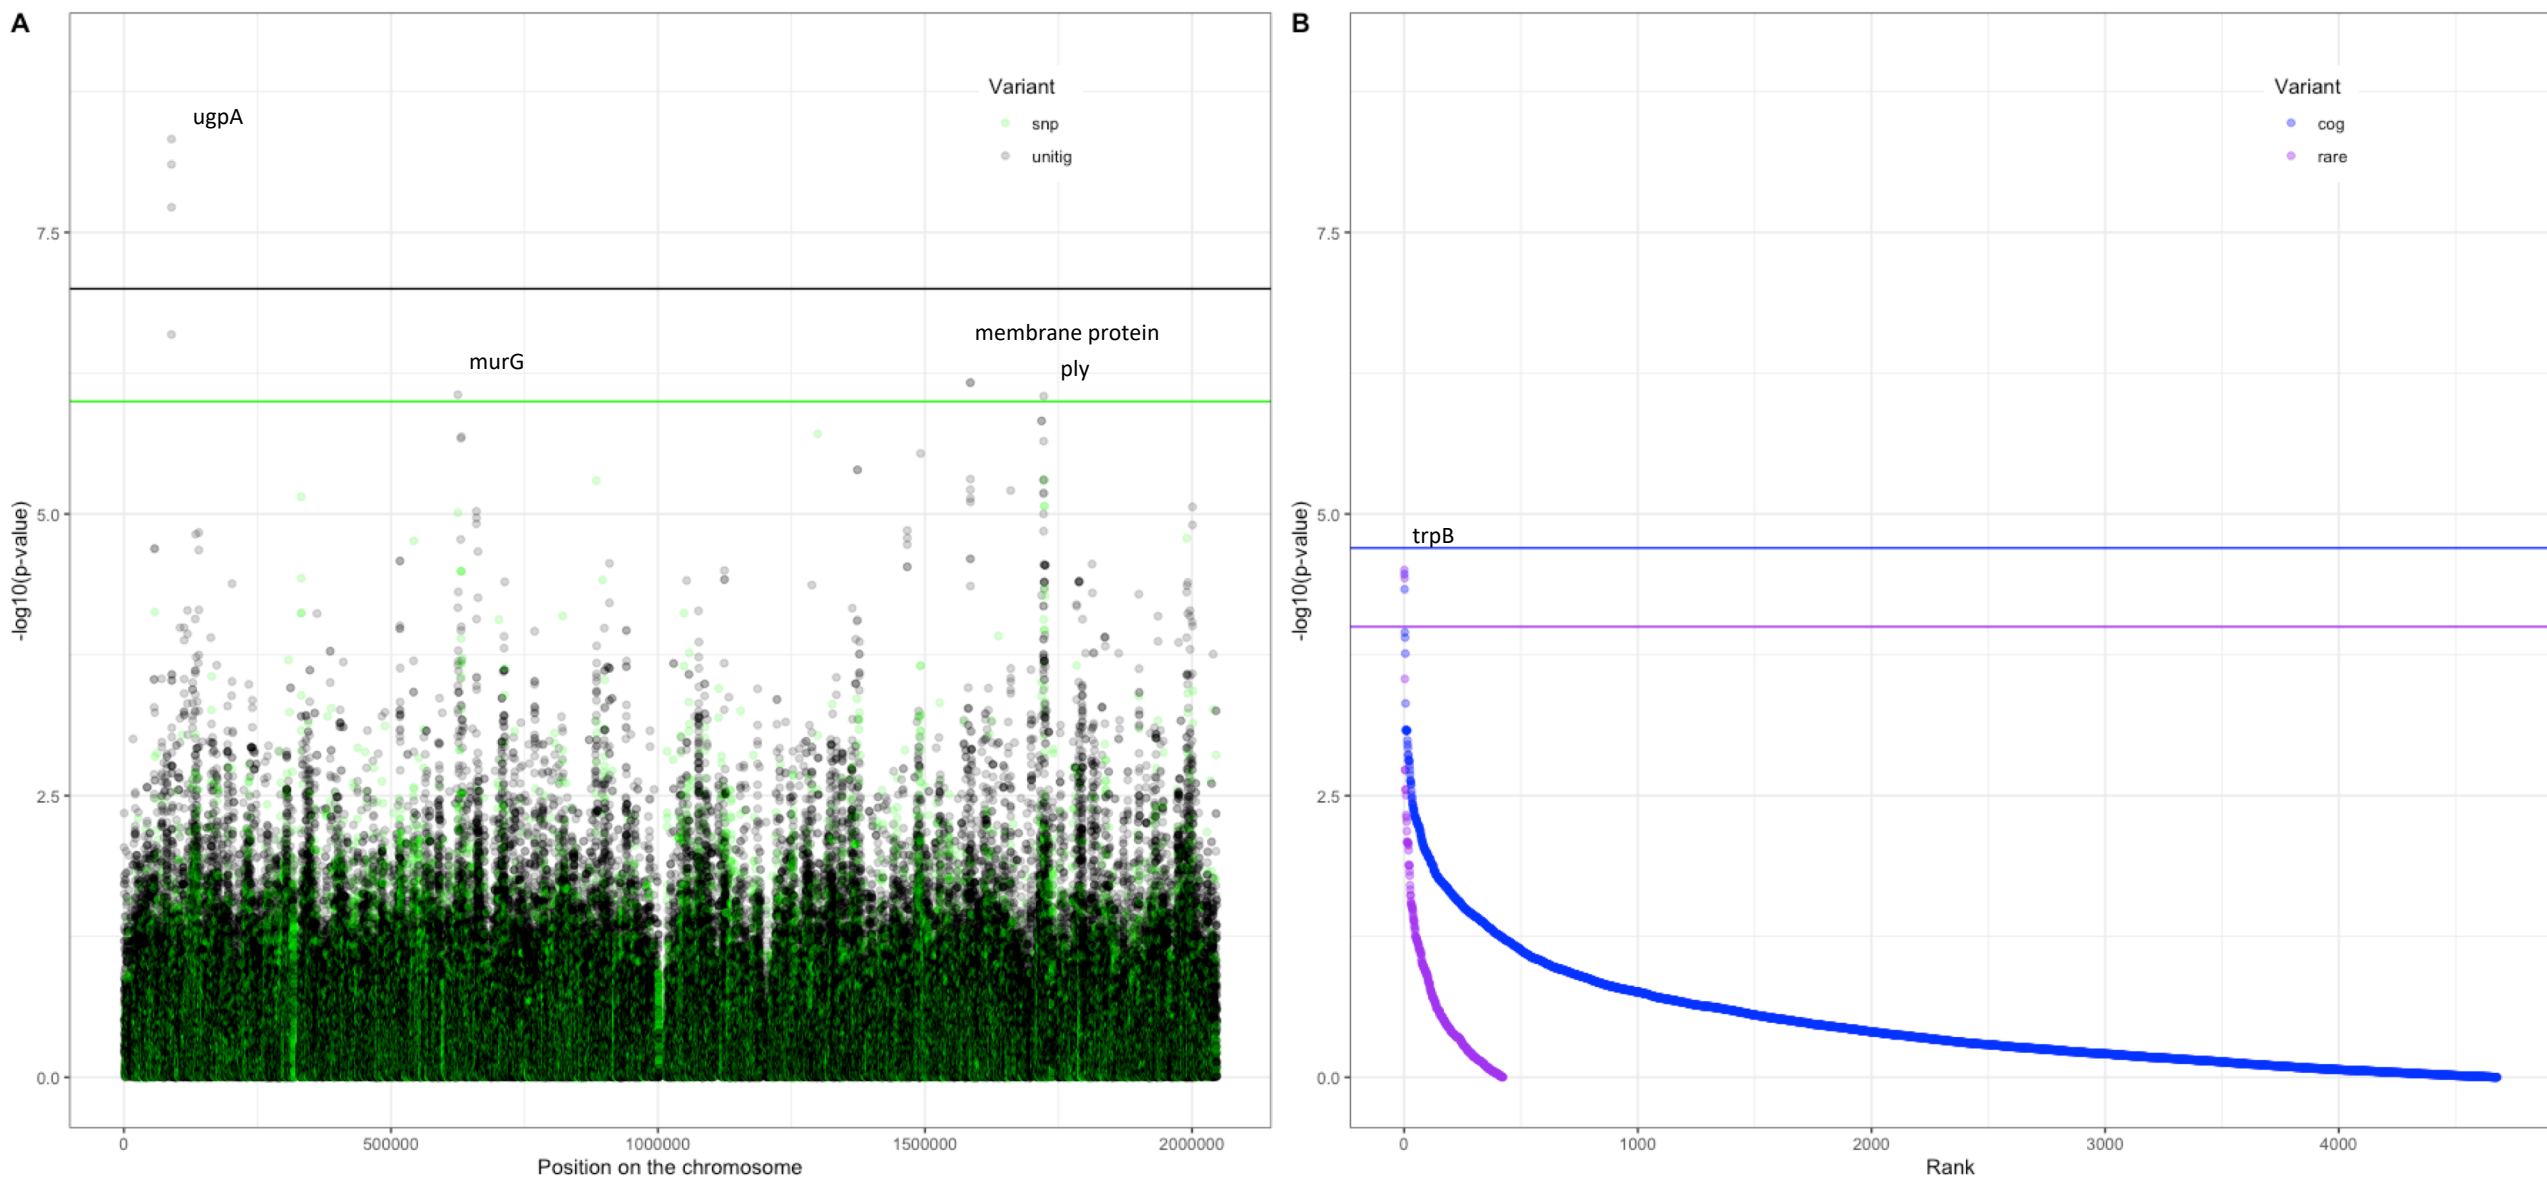 A
Variant
snp
unitig
ugpA
murG
membrane protein
ply
-log10(p-value)
7.5
5.0
2.5
0.0
0
500000
1000000
1500000
2000000
Position on the chromosome
B
Variant
cog
rare
trpB
-log10(p-value)
7.5
5.0
2.5
0.0
0
1000
2000
3000
4000
Rank